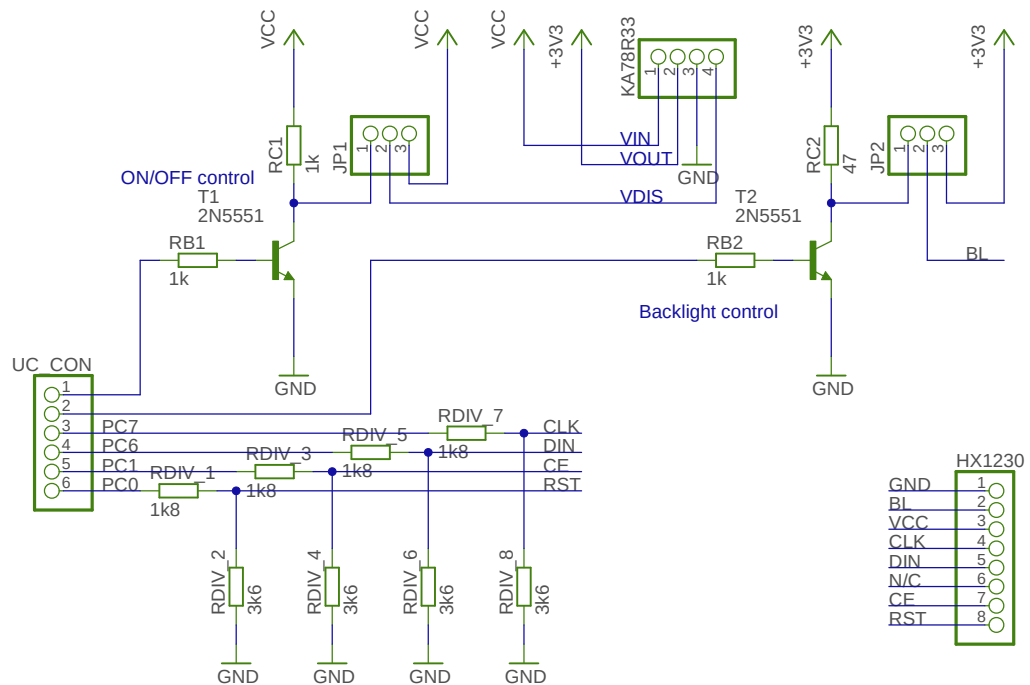 VCC
VCC
VCC
+3V3
KA78R33
1
2
3
4
+3V3
+3V3
RC1
1k
JP1
1
2
3
VIN
VOUT
GND
VDIS
RC2
47
JP2
1
2
3
ON/OFF control
T1
2N5551
T2
2N5551
RB1
1k
RB2
1k
BL
Backlight control
GND
GND
UC_CON
1
2
3
4
5
6
PC7
PC6
PC1
PC0
RDIV_7
1k8
RDIV_5
1k8
RDIV_3
1k8
RDIV_1
1k8
CLK
DIN
CE
RST
RDIV_2
3k6
RDIV_4
3k6
RDIV_6
3k6
RDIV_8
3k6
GND
GND
GND
GND
HX1230
GND 1
BL 2
VCC 3
CLK 4
DIN 5
N/C 6
CE 7
RST 8